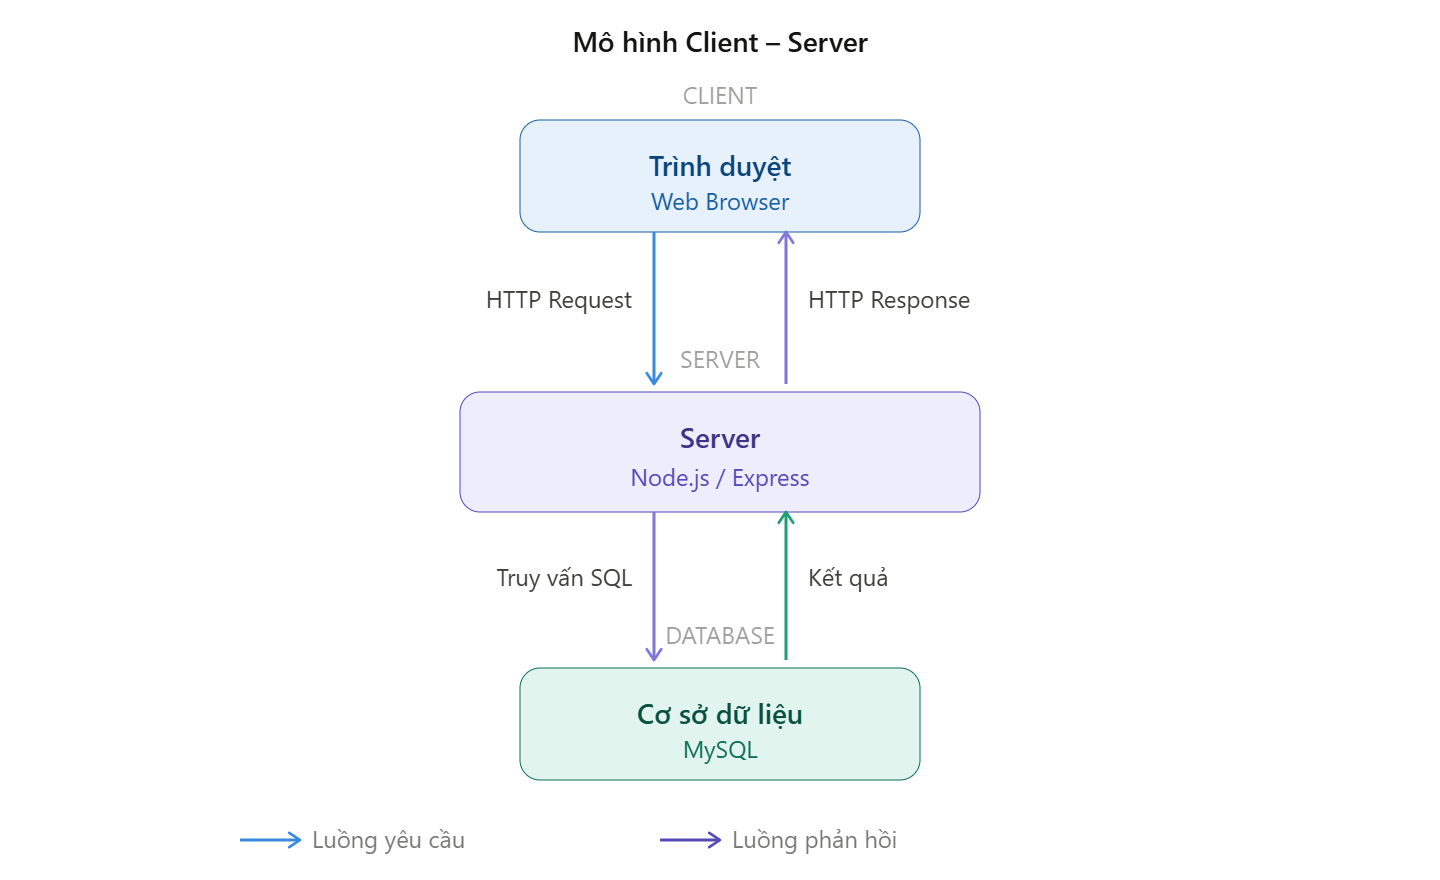 Mô hình Client – Server
CLIENT
Trình duyệt
Web Browser
HTTP Request
HTTP Response
SERVER
Server
Node.js / Express
Truy vấn SQL
Kết quả
DATABASE
Cơ sở dữ liệu
MySQL
Luồng yêu cầu
Luồng phản hồi